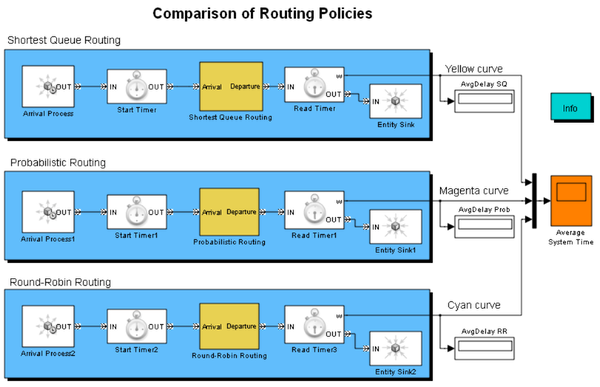 Comparison of Routing Policies
Shortest Queue Routing
Yellow curve
AvgDelay SQ
OUT
IN OUT
Arrival Departure
IN w
OUT
IN
Arrival Process
Start Timer
Shortest Queue Routing
Read Timer
Entity Sink
Info
Probabilistic Routing
Magenta curve
AvgDelay Prob
OUT
IN OUT
Arrival Departure
IN w
OUT
IN
Arrival Process1
Start Timer1
Probabilistic Routing
Read Timer1
Entity Sink1
Average
System Time
Round-Robin Routing
Cyan curve
AvgDelay RR
OUT
IN OUT
Arrival Departure
IN w
OUT
IN
Arrival Process2
Start Timer2
Round-Robin Routing
Read Timer3
Entity Sink2